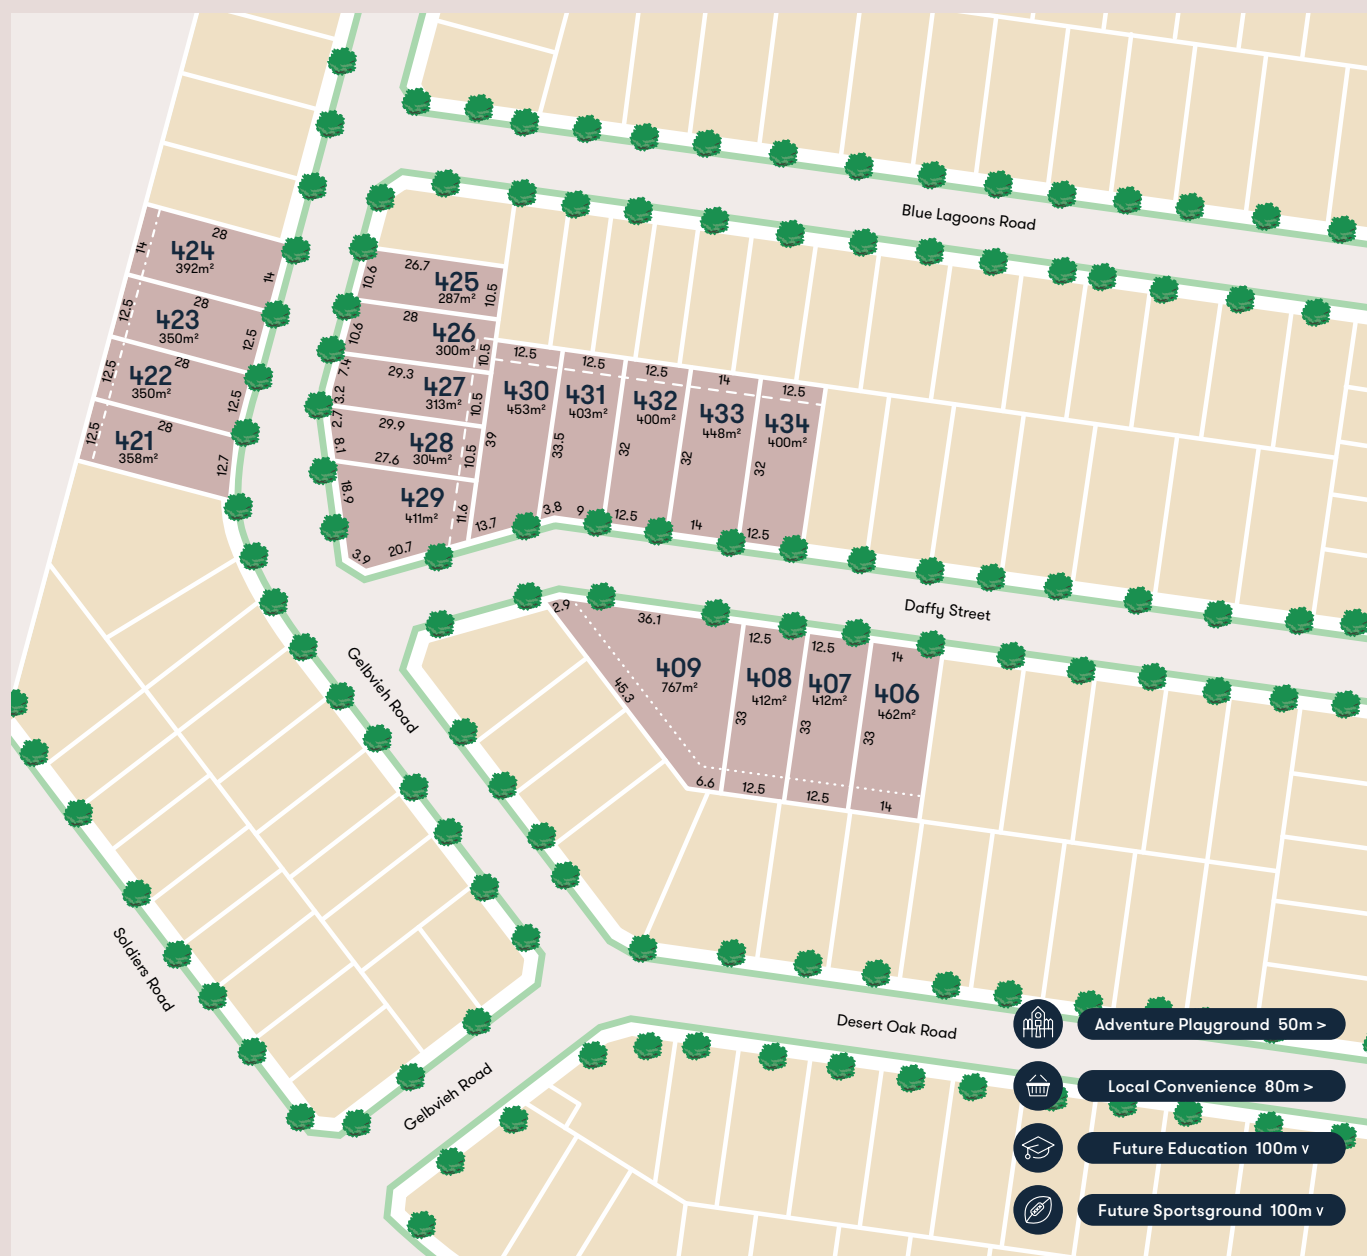 Blue Lagoons Road
424
392m²
28
14
14
423
350m²
28
12.5
12.5
422
350m²
28
12.5
12.5
421
358m²
28
12.5
12.7
425
287m²
26.7
10.6
10.5
426
300m²
28
10.6
10.5
427
313m²
29.3
7.4
3.2
10.5
428
304m²
29.9
2.7
8.1
27.6
10.5
429
411m²
18.9
3.9
20.7
11.6
430
453m²
12.5
39
13.7
431
403m²
12.5
33.5
3.8
9
432
400m²
12.5
32
12.5
433
448m²
14
32
14
434
400m²
12.5
32
12.5
Daffy Street
409
767m²
2.9
36.1
45.3
6.6
408
412m²
12.5
33
12.5
407
412m²
12.5
33
12.5
406
462m²
14
33
14
Gelbvieh Road
Soldiers Road
Gelbvieh Road
Desert Oak Road
Adventure Playground 50m >
Local Convenience 80m >
Future Education 100m v
Future Sportsground 100m v